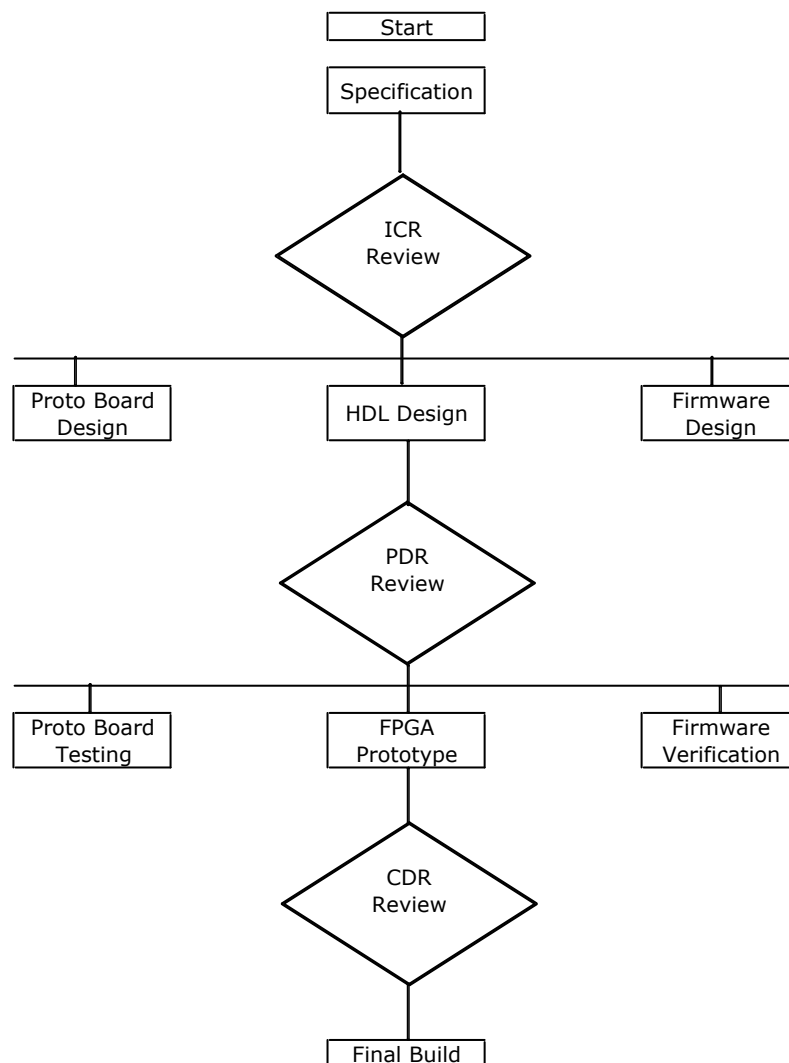 Start
Specification
ICR
Review
Proto Board
Design
HDL Design
Firmware
Design
PDR
Review
Proto Board
Testing
FPGA
Prototype
Firmware
Verification
CDR
Review
Final Build